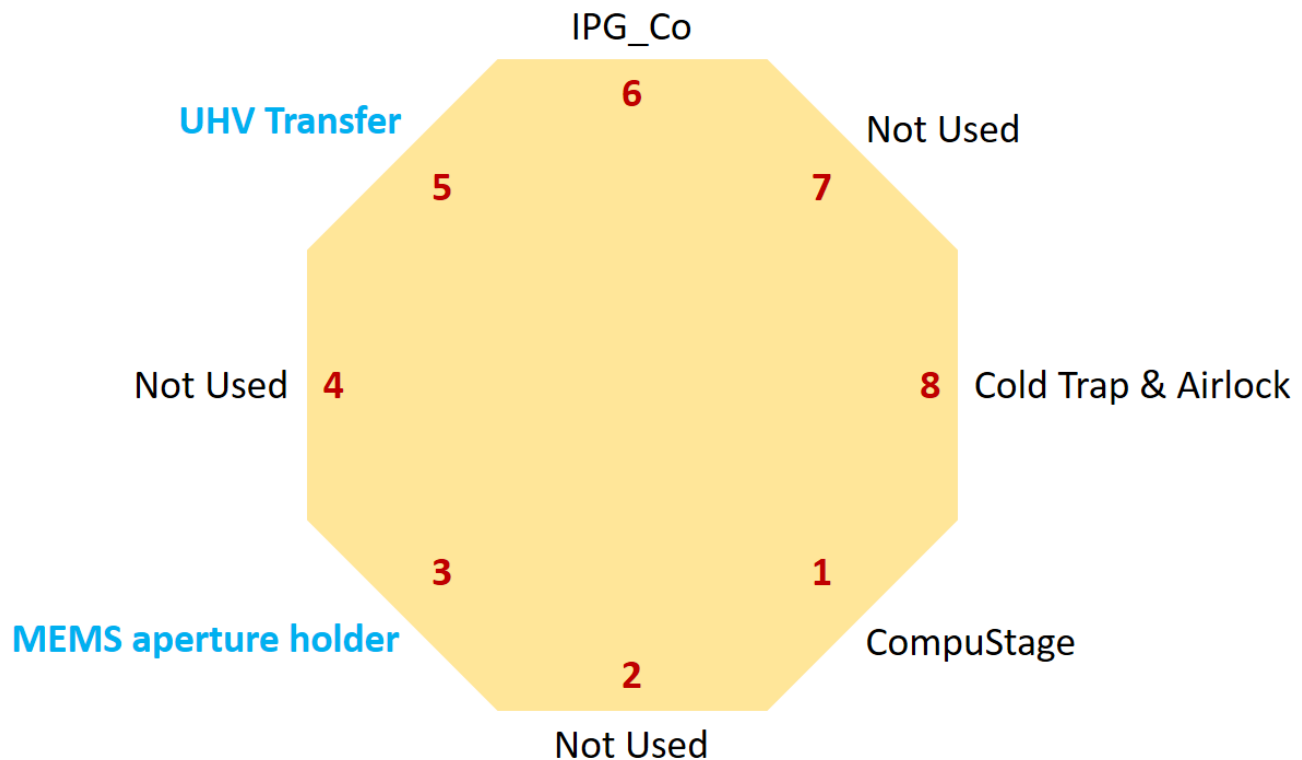 IPG_Co
6
UHV Transfer
Not Used
5
7
Not Used
4
8
Cold Trap & Airlock
3
1
MEMS aperture holder
CompuStage
2
Not Used